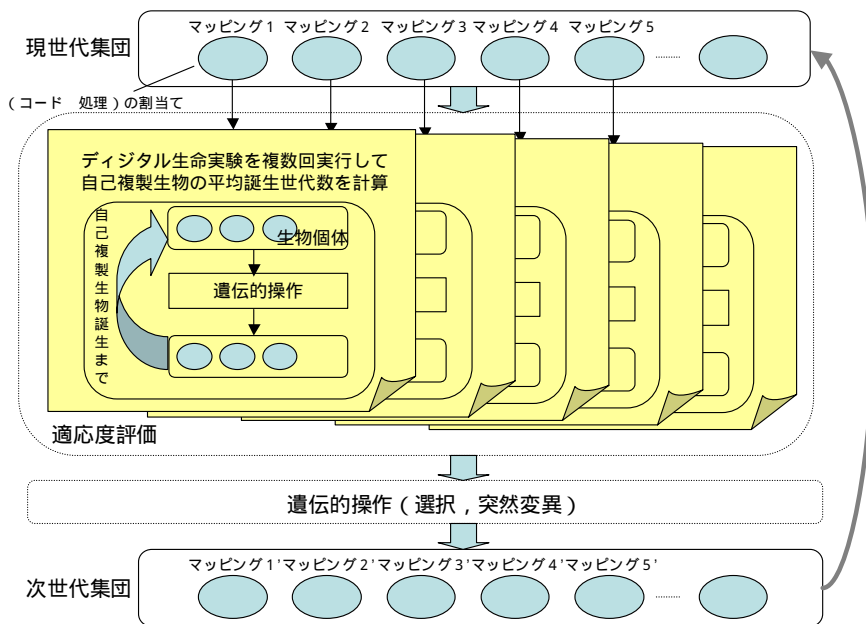 マッピング1 マッピング2 マッピング3 マッピング4 マッピング5
現世代集団
……
（コード　処理）の割当て
ディジタル生命実験を複数回実行して
自己複製生物の平均誕生世代数を計算
自己複製生物誕生まで
生物個体
遺伝的操作
適応度評価
遺伝的操作（選択，突然変異）
マッピング1’マッピング2’マッピング3’マッピング4’マッピング5’
次世代集団
……